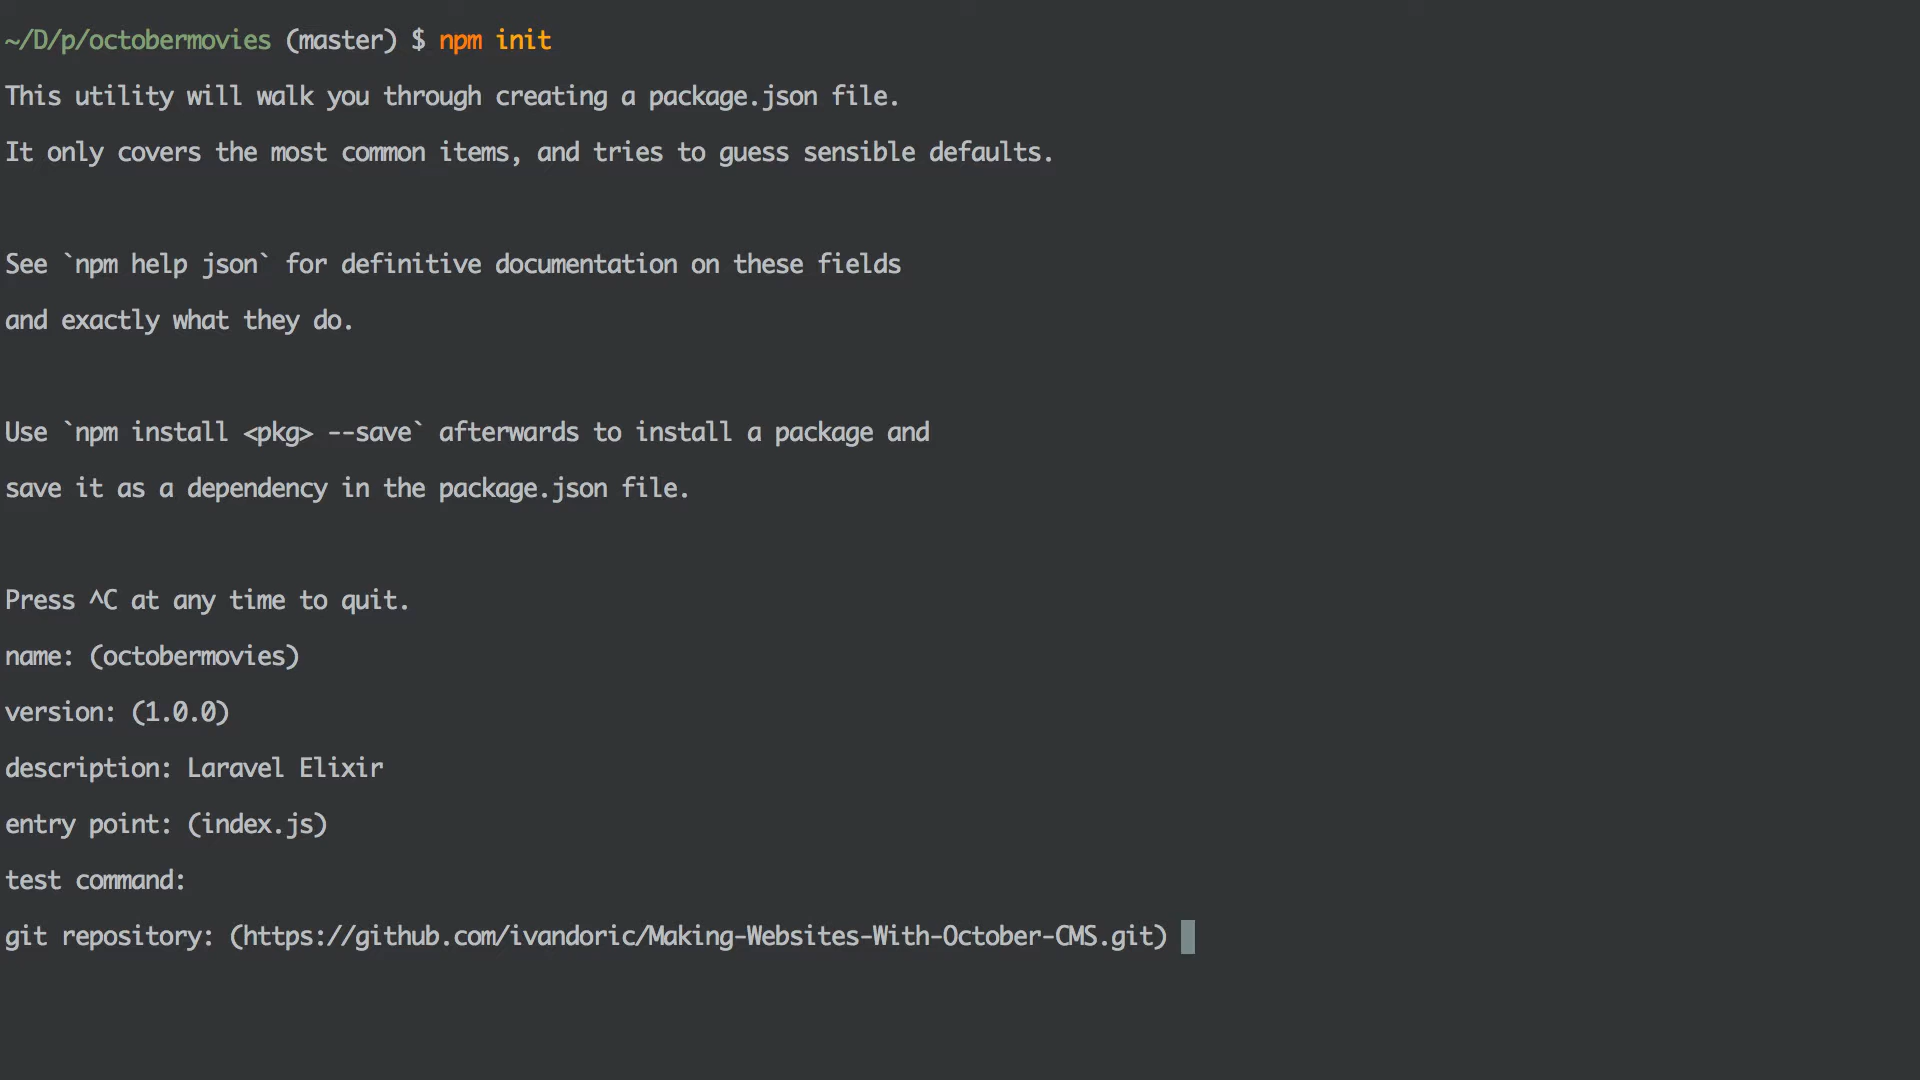 ~/D/p/octobermovies (master) $ npm init
This utility will walk you through creating a package.json file.
It only covers the most common items, and tries to guess sensible defaults.
See `npm help json` for definitive documentation on these fields
and exactly what they do.
Use `npm install <pkg> --save` afterwards to install a package and
save it as a dependency in the package.json file.
Press ^C at any time to quit.
name: (octobermovies)
version: (1.0.0)
description: Laravel Elixir
entry point: (index.js)
test command:
git repository: (https://github.com/ivandoric/Making-Websites-With-October-CMS.git)